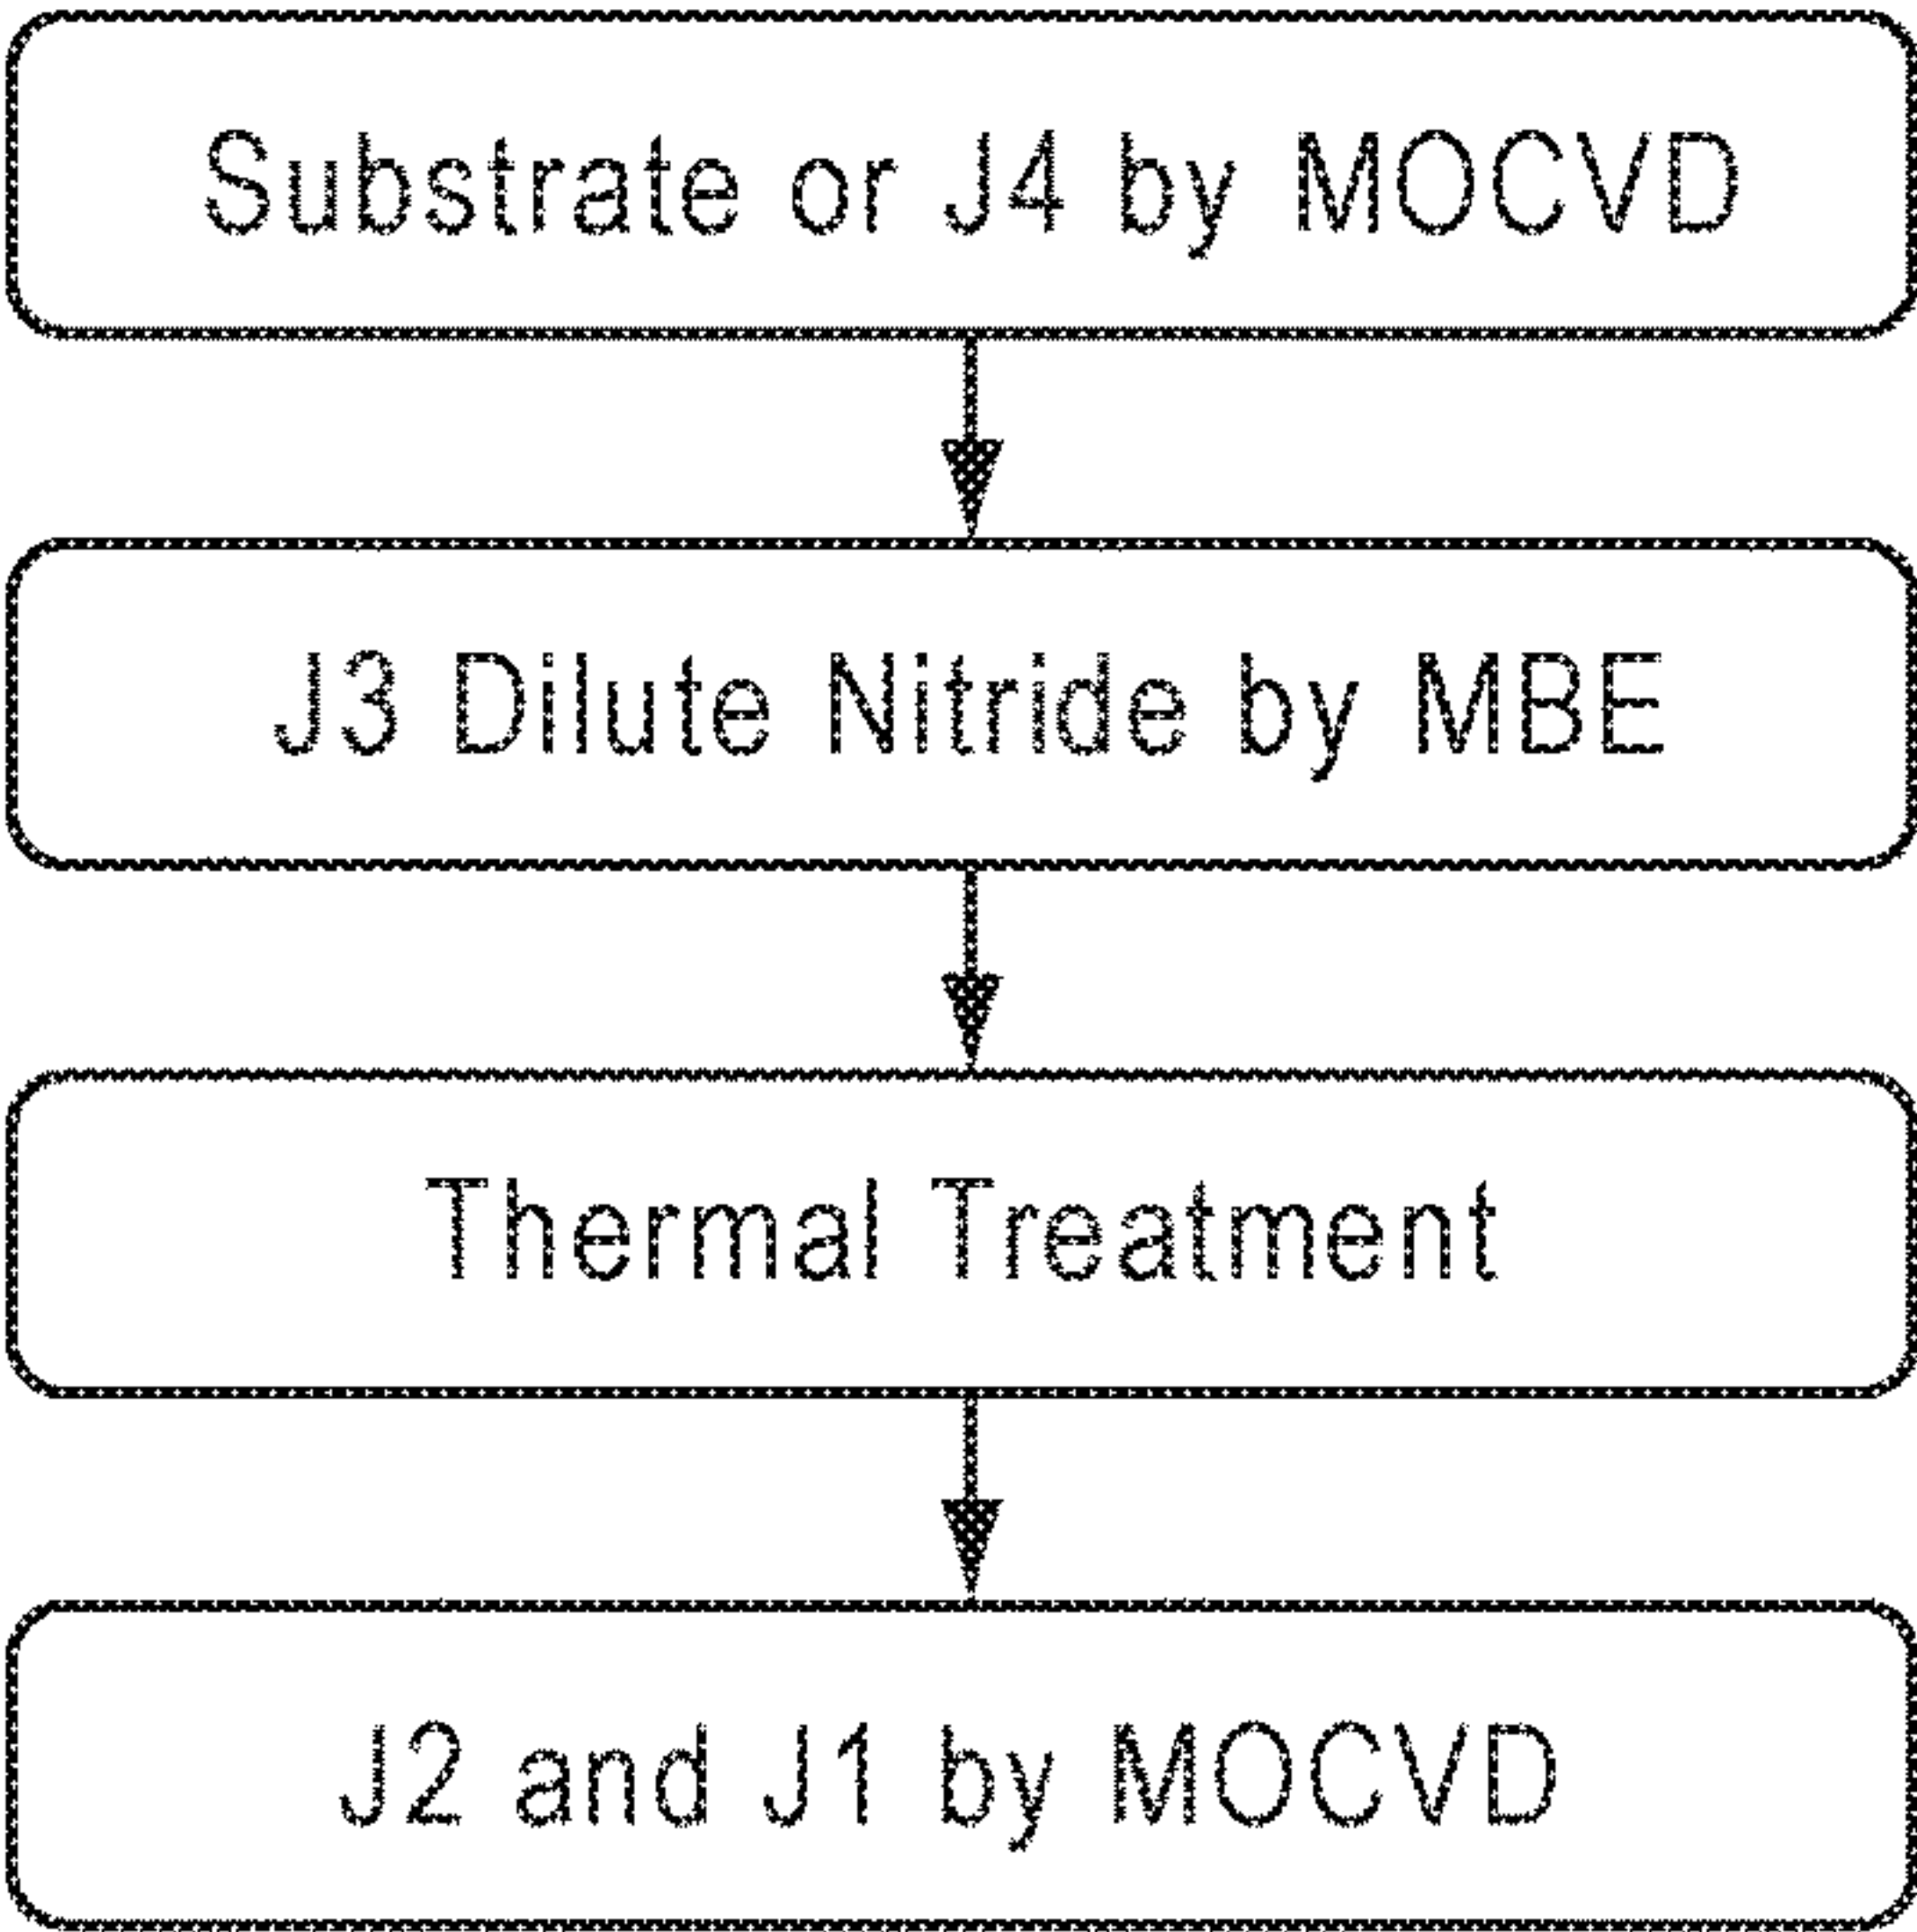 Substrate or J4 by MOCVD
J3 Dilute Nitride by MBE
Thermal Treatment
J2 and J1 by MOCVD